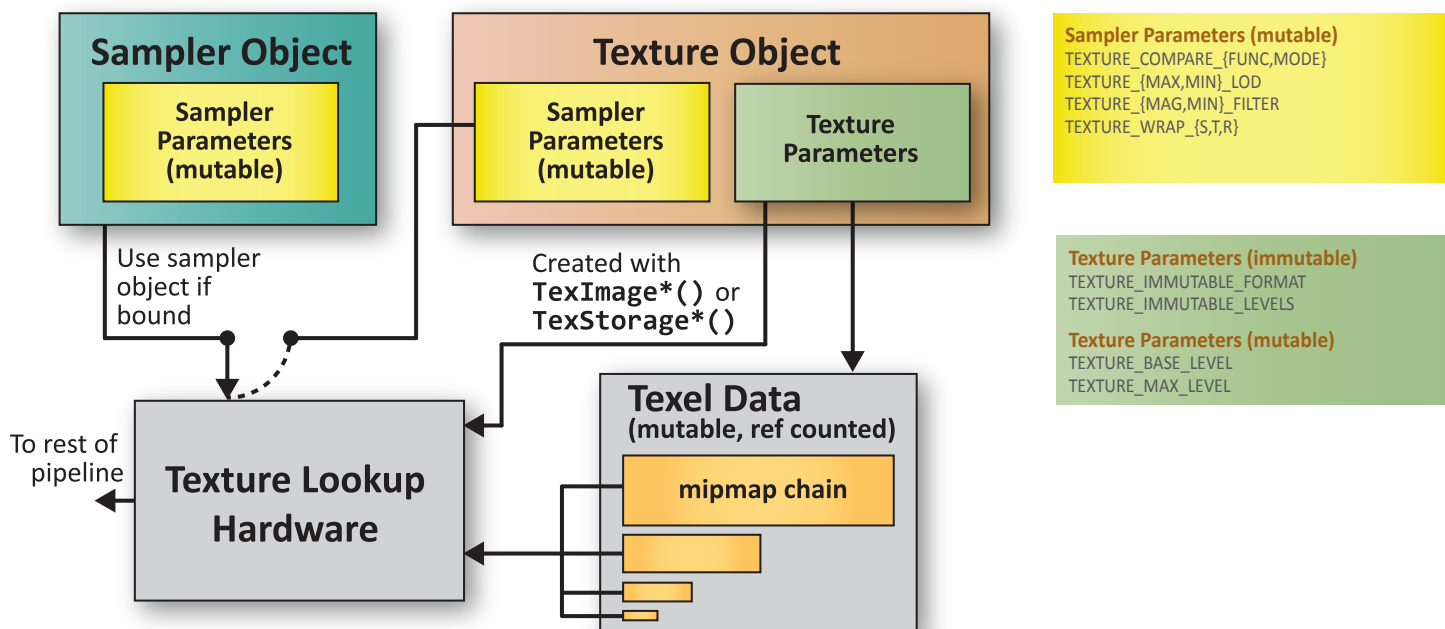 Sampler Object
Sampler
Parameters
(mutable)
Texture Object
Sampler
Parameters
(mutable)
Texture
Parameters
Use sampler
object if
bound
Created with
TexImage*() or
TexStorage*()
To rest of
pipeline
Texture Lookup
Hardware
Texel Data
(mutable, ref counted)
mipmap chain
Sampler Parameters (mutable)
TEXTURE_COMPARE_{FUNC,MODE}
TEXTURE_{MAX,MIN}_LOD
TEXTURE_{MAG,MIN}_FILTER
TEXTURE_WRAP_{S,T,R}
Texture Parameters (immutable)
TEXTURE_IMMUTABLE_FORMAT
TEXTURE_IMMUTABLE_LEVELS
Texture Parameters (mutable)
TEXTURE_BASE_LEVEL
TEXTURE_MAX_LEVEL